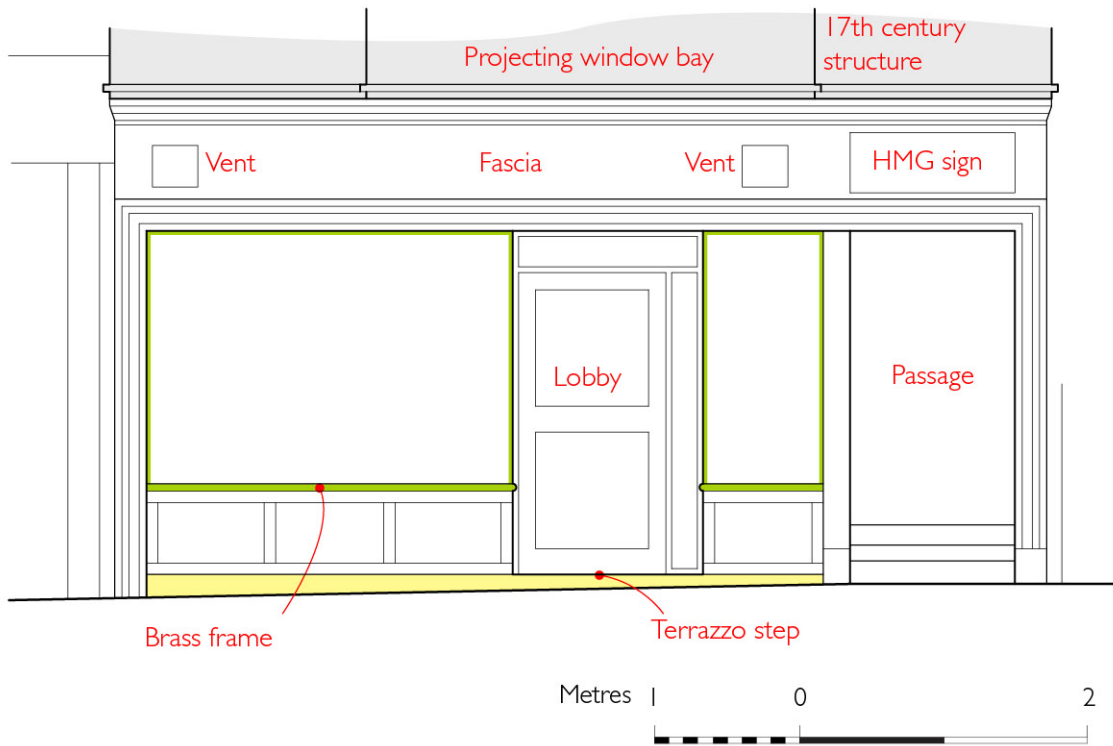 17th century
Projecting window bay
structure
Vent
Fascia
Vent
HMG sign
Lobby
Passage
Brass frame
Terrazzo step
Metres 1 0 2